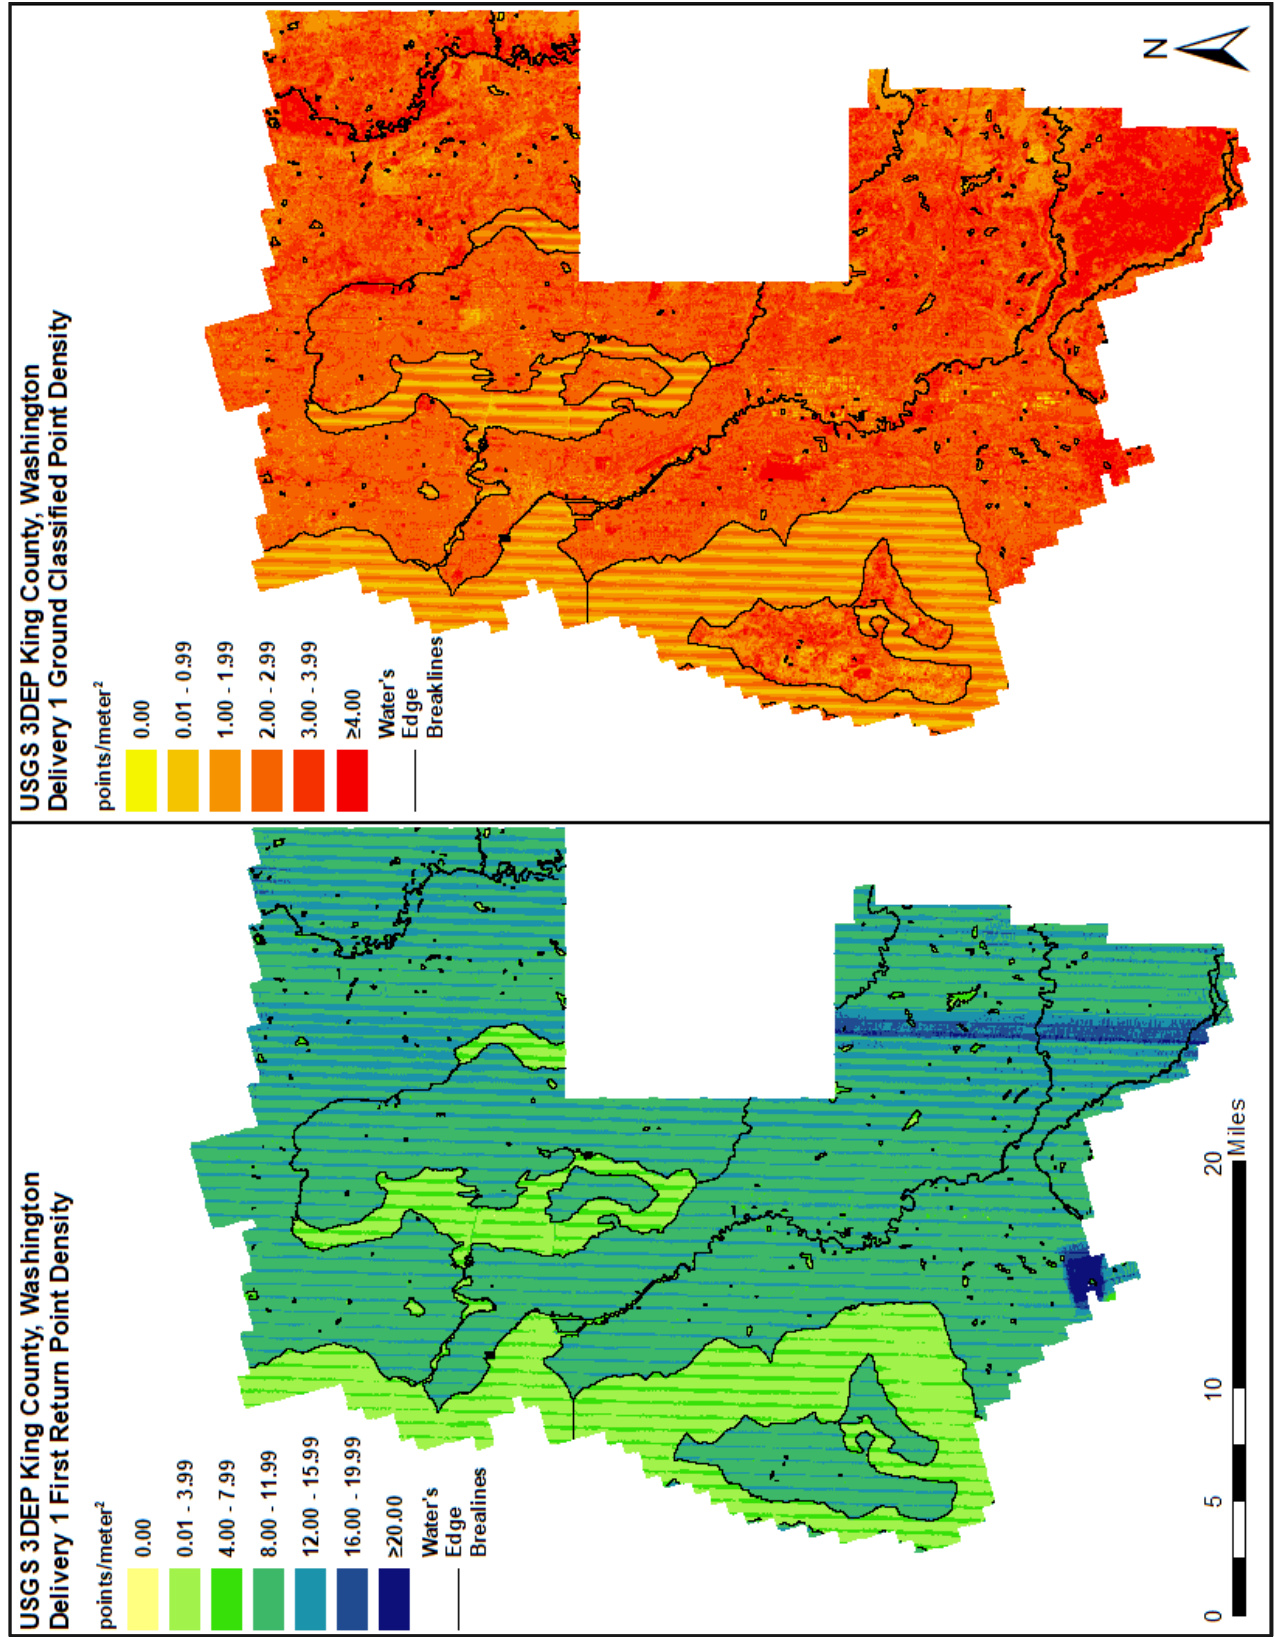 USGS 3DEP King County, Washington
Delivery 1 First Return Point Density
points/meter²
0.00
0.01 - 3.99
4.00 - 7.99
8.00 - 11.99
12.00 - 15.99
16.00 - 19.99
≥20.00
Water's
Edge
Brealines
0 5 10 20
Miles
USGS 3DEP King County, Washington
Delivery 1 Ground Classified Point Density
points/meter²
0.00
0.01 - 0.99
1.00 - 1.99
2.00 - 2.99
3.00 - 3.99
≥4.00
Water's
Edge
Breaklines
N